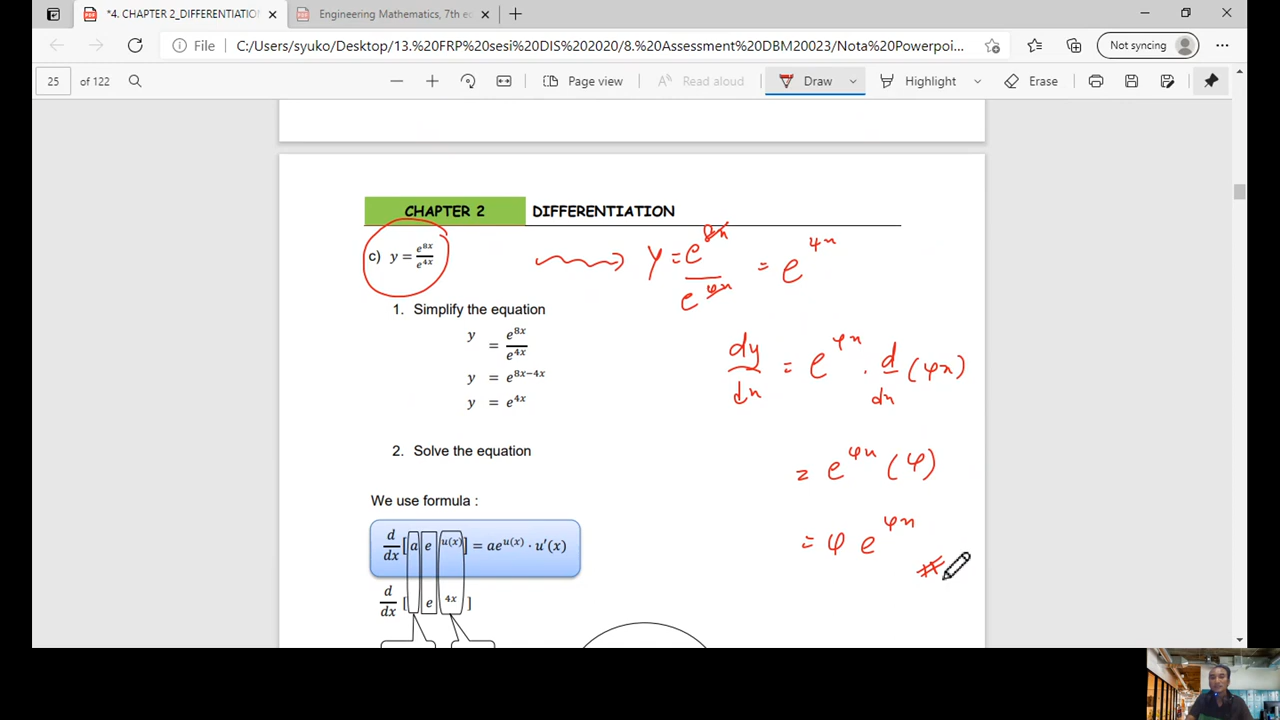 *4. CHAPTER 2_DIFFERENTIATIO
Engineering Mathematics, 7th ed
File
C:/Users/syuko/Desktop/13.%20FRP%20sesi%20DIS%202020/8.%20Assessment%20DBM20023/Nota%20Powerpoi...
Not syncing
25 of 122
Page view
Read aloud
Draw
Highlight
Erase
CHAPTER 2 DIFFERENTIATION
c) y = e^{8x}/e^{4x}
1. Simplify the equation
y = e^{8x}/e^{4x}
y = e^{8x−4x}
y = e^{4x}
2. Solve the equation
We use formula :
d/dx [a e^{u(x)}] = ae^{u(x)} · u'(x)
d/dx [ e^{4x} ]
y = e^{8x}/e^{4x} = e^{4x}
dy/dx = e^{4x} . d/dx (4x)
= e^{4x} (4)
= 4 e^{4x}